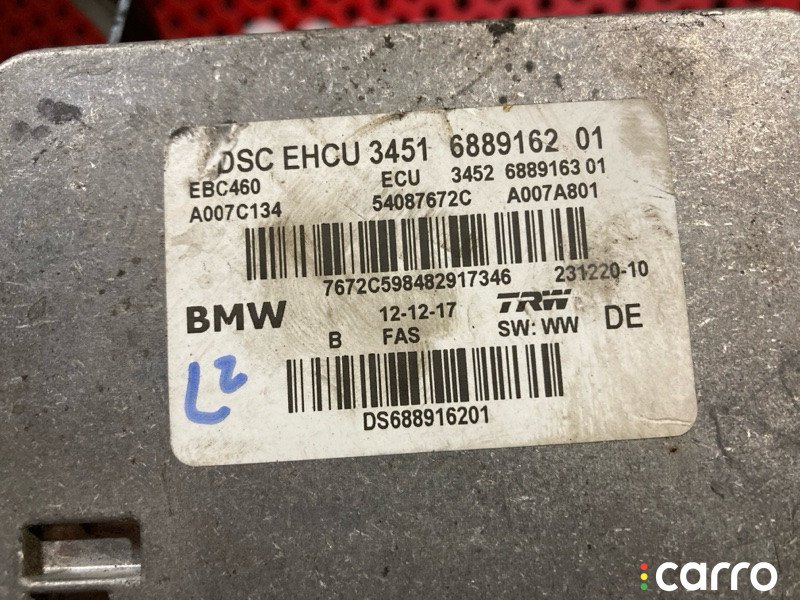 DSC EHCU 3451 6889162 01
EBC460 ECU 3452 6889163 01
A007C134 54087672C A007A801
7672C598482917346 231220-10
BMW 12-12-17 TRW DE
B FAS SW: WW
L2
DS688916201
carro